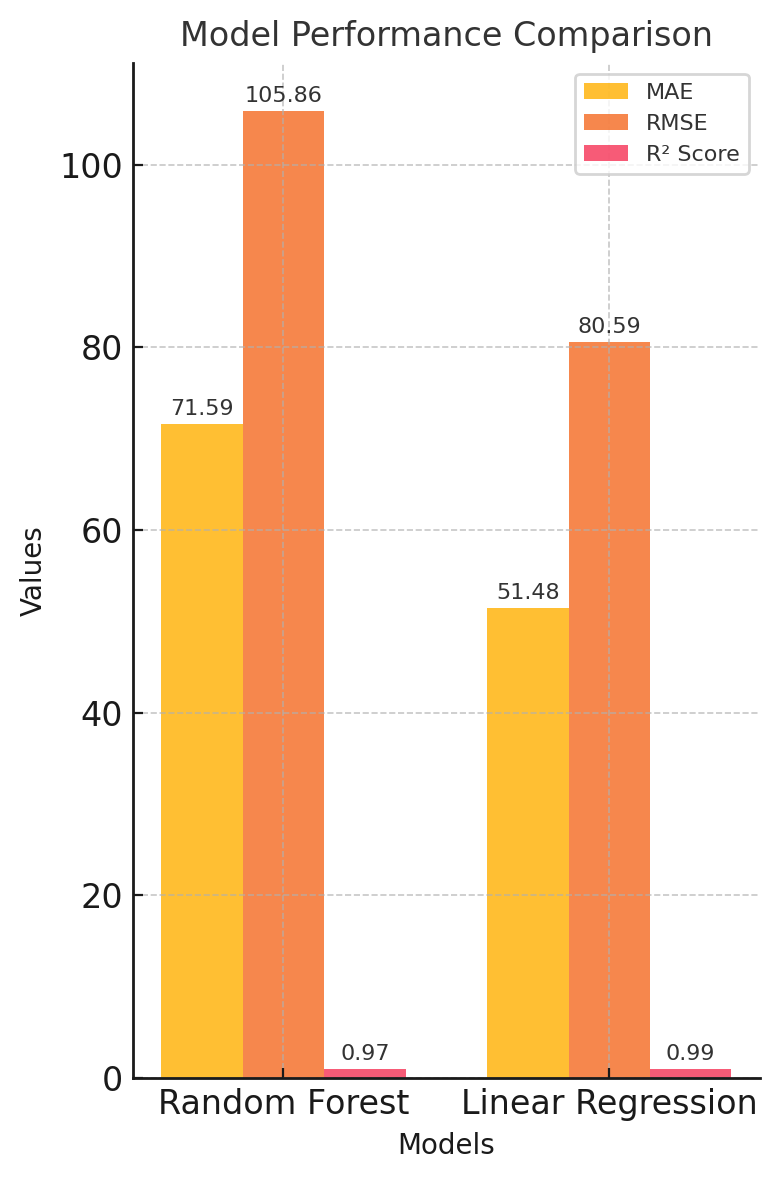 Model Performance Comparison
MAE
RMSE
R² Score
105.86
100
80.59
80
71.59
60
51.48
40
20
0.97
0.99
0
Values
Random Forest
Linear Regression
Models